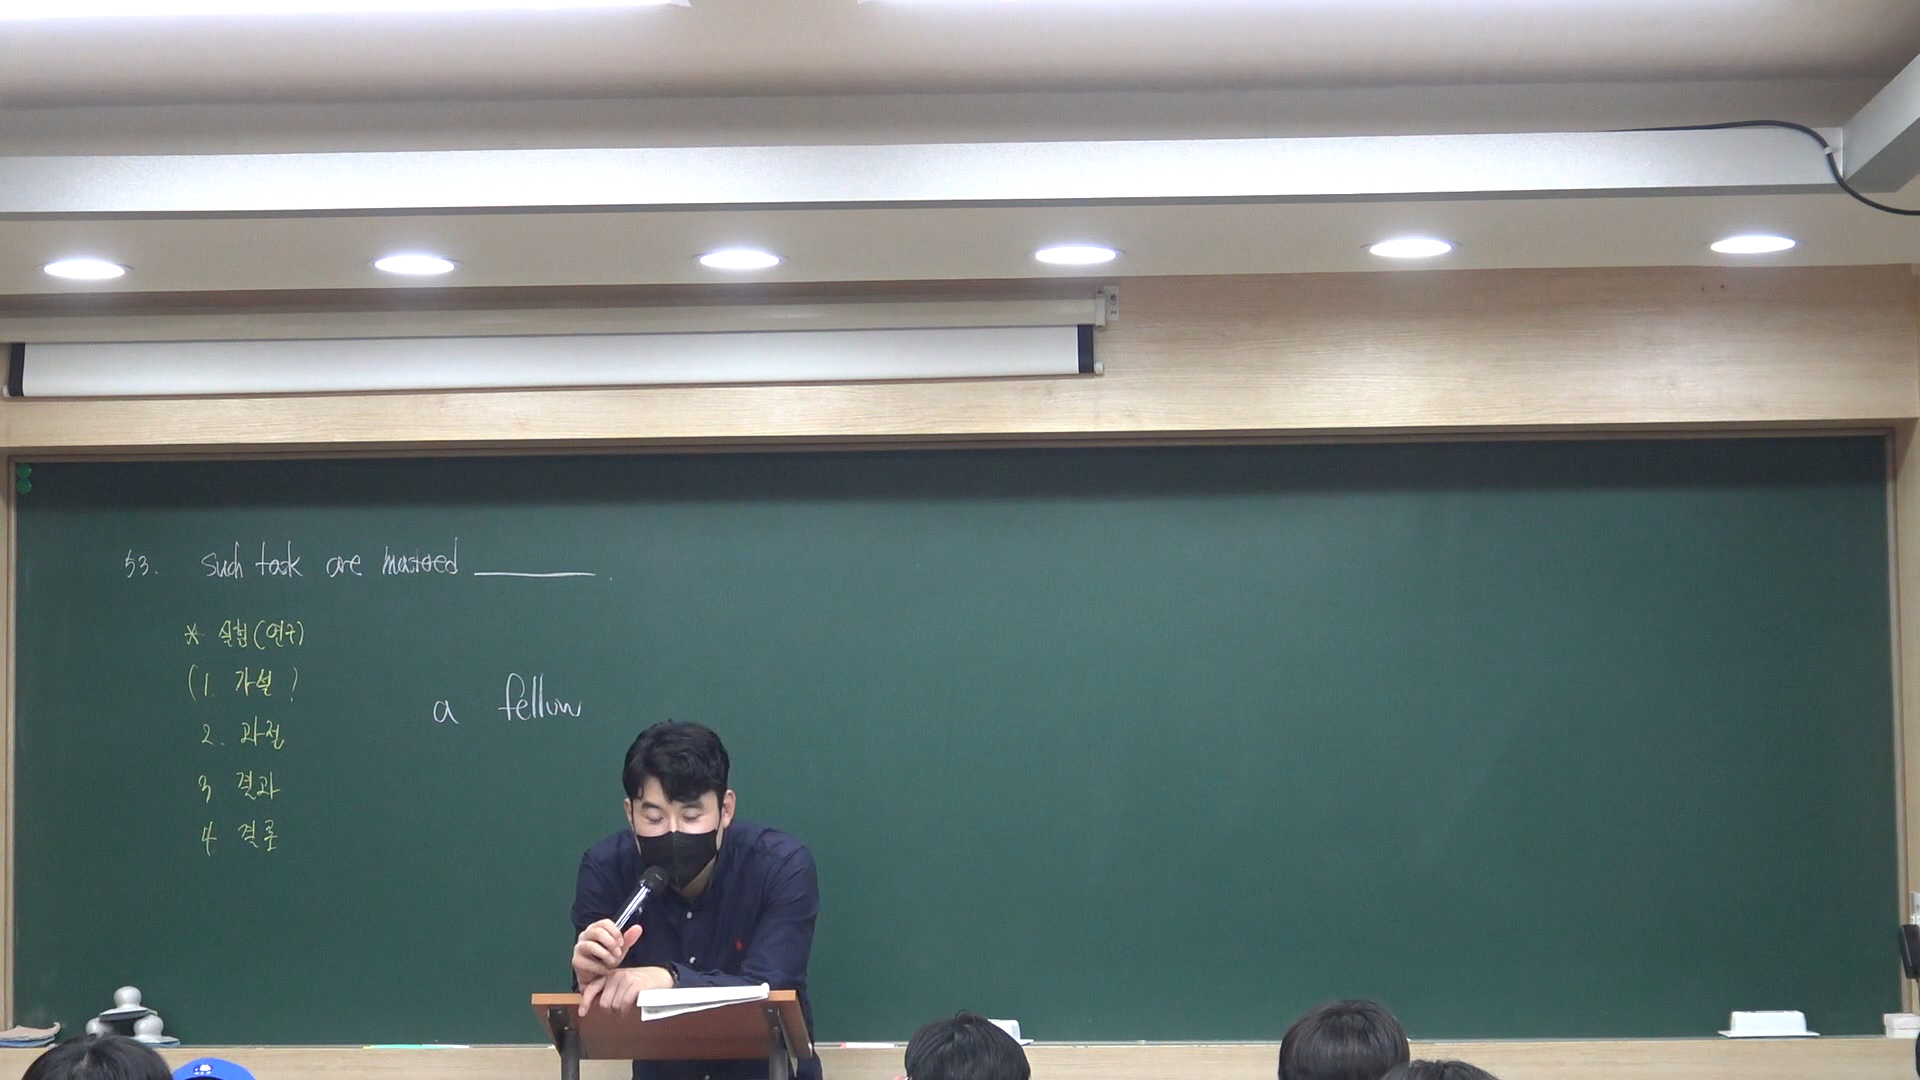 53. such task are mastered ______.
* 실험(연구)
(1. 가설)
2. 과정
3 결과
4 결론
a fellow